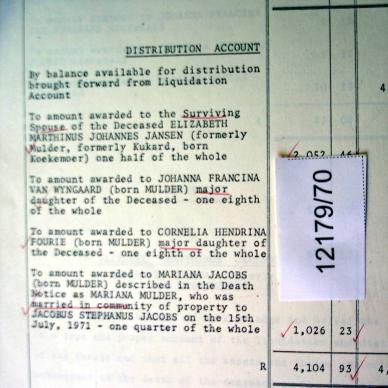 DISTRIBUTION ACCOUNT
By balance available for distribution
brought forward from Liquidation
Account
To amount awarded to the Surviving
Spouse of the Deceased ELIZABETH
MARTHINUS JOHANNES JANSEN (formerly
Mulder, formerly Kukard, born
Koekemoer) one half of the whole
2,052 46
To amount awarded to JOHANNA FRANCINA
VAN WYNGAARD (born MULDER) major
daughter of the Deceased - one eighth
of the whole
12179/70
To amount awarded to CORNELIA HENDRINA
FOURIE (born MULDER) major daughter of
the Deceased - one eighth of the whole
To amount awarded to MARIANA JACOBS
(born MULDER) described in the Death
Notice as MARIANA MULDER, who was
married in community of property to
JACOBUS STEPHANUS JACOBS on the 15th
July, 1971 - one quarter of the whole
1,026 23
R 4,104 93